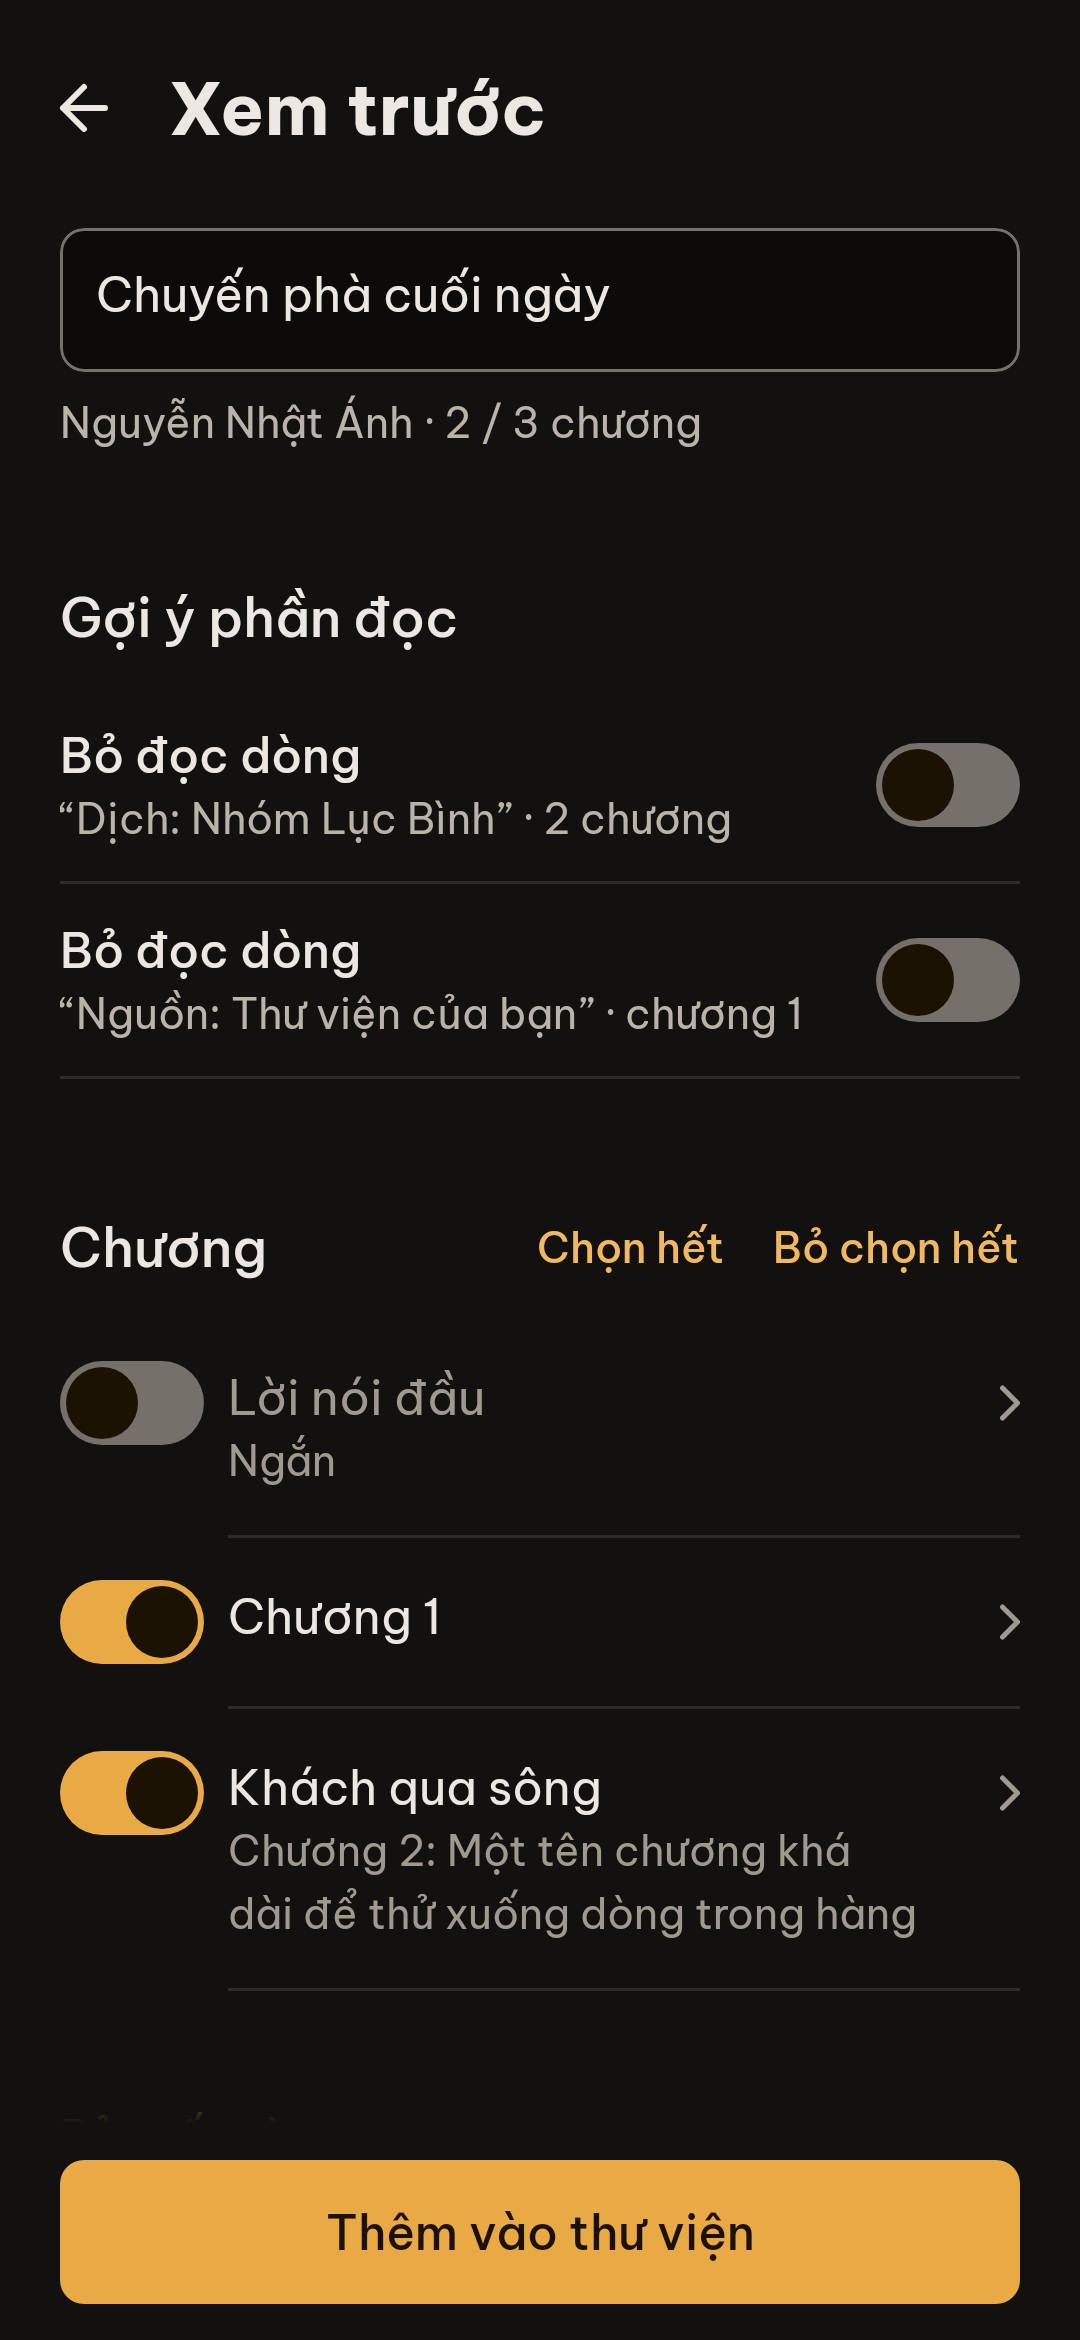 Xem trước
Chuyến phà cuối ngày
Nguyễn Nhật Ánh · 2 / 3 chương
Gợi ý phần đọc
Bỏ đọc dòng
“Dịch: Nhóm Lục Bình” · 2 chương
Bỏ đọc dòng
“Nguồn: Thư viện của bạn” · chương 1
Chương
Chọn hết
Bỏ chọn hết
Lời nói đầu
Ngắn
Chương 1
Khách qua sông
Chương 2: Một tên chương khá
dài để thử xuống dòng trong hàng
Thêm vào thư viện